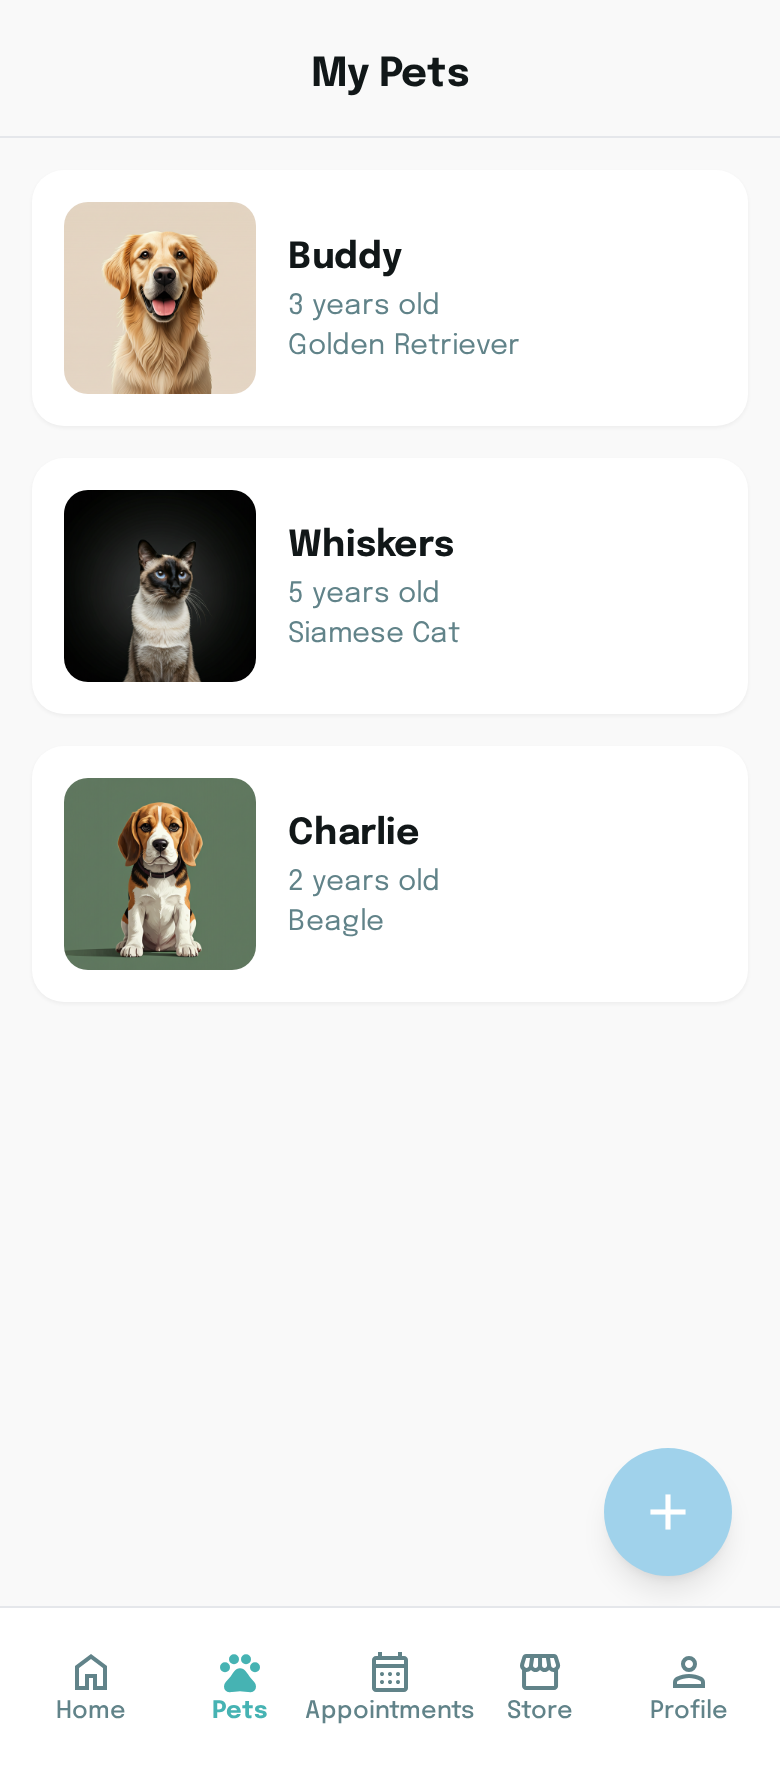 My Pets
Buddy
3 years old
Golden Retriever
Whiskers
5 years old
Siamese Cat
Charlie
2 years old
Beagle
Home
Pets
Appointments
Store
Profile